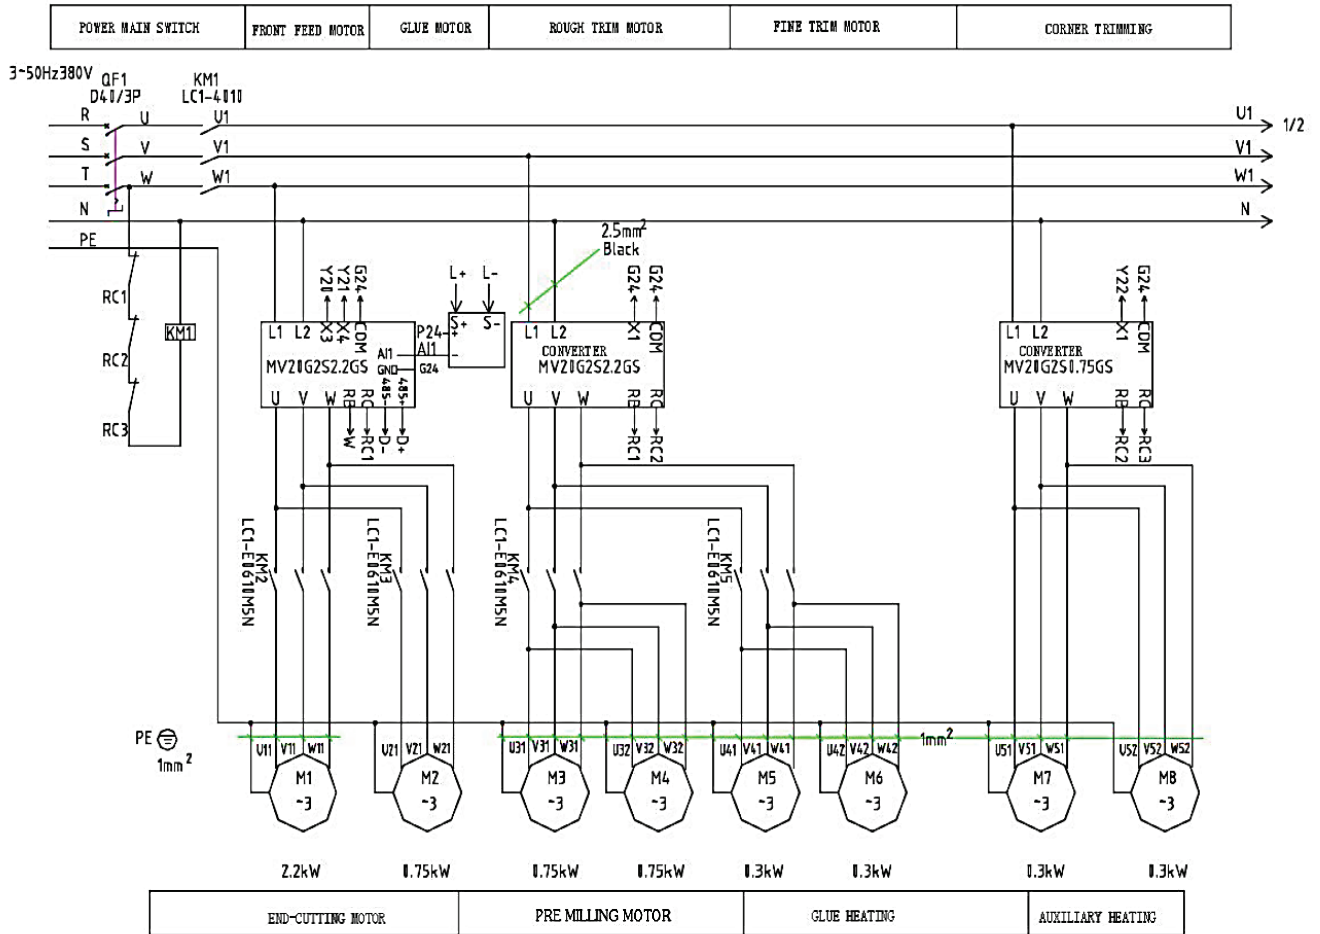 POWER MAIN SWITCH
FRONT FEED MOTOR
GLUE MOTOR
ROUGH TRIM MOTOR
FINE TRIM MOTOR
CORNER TRIMMING
3~50Hz380V
QF1
D40/3P
KM1
LC1-4010
R U U1 U1
1/2
S V V1 V1
T W W1 W1
N N
PE
2.5mm²
Black
RC1
RC2
RC3
KM1
Y20 Y21 G24
L+ L-
G24 G24
Y22 G24
L1 L2 X3 X4 COM
P24 S+ S-
+
L1 L2 X1 COM
L1 L2 X1 COM
AI1 AI1 -
CONVERTER
CONVERTER
MV20G2S2.2GS
GND G24
MV20G2S2.2GS
MV20G2S0.75GS
U V W RB RC 485- 485+
U V W RB RC
U V W RB RC
W RC1 D- D+
RC1 RC2
RC2 RC3
KM2
LC1-E0610M5N
KM3
LC1-E0610M5N
KM4
LC1-E0610M5N
KM5
LC1-E0610M5N
PE
1mm²
1mm²
U11 V11 W11
U21 V21 W21
U31 V31 W31
U32 V32 W32
U41 V41 W41
U42 V42 W42
U51 V51 W51
U52 V52 W52
M1
~3
M2
~3
M3
~3
M4
~3
M5
~3
M6
~3
M7
~3
M8
~3
2.2kW
0.75kW
0.75kW
0.75kW
0.3kW
0.3kW
0.3kW
0.3kW
END-CUTTING MOTOR
PRE MILLING MOTOR
GLUE HEATING
AUXILIARY HEATING